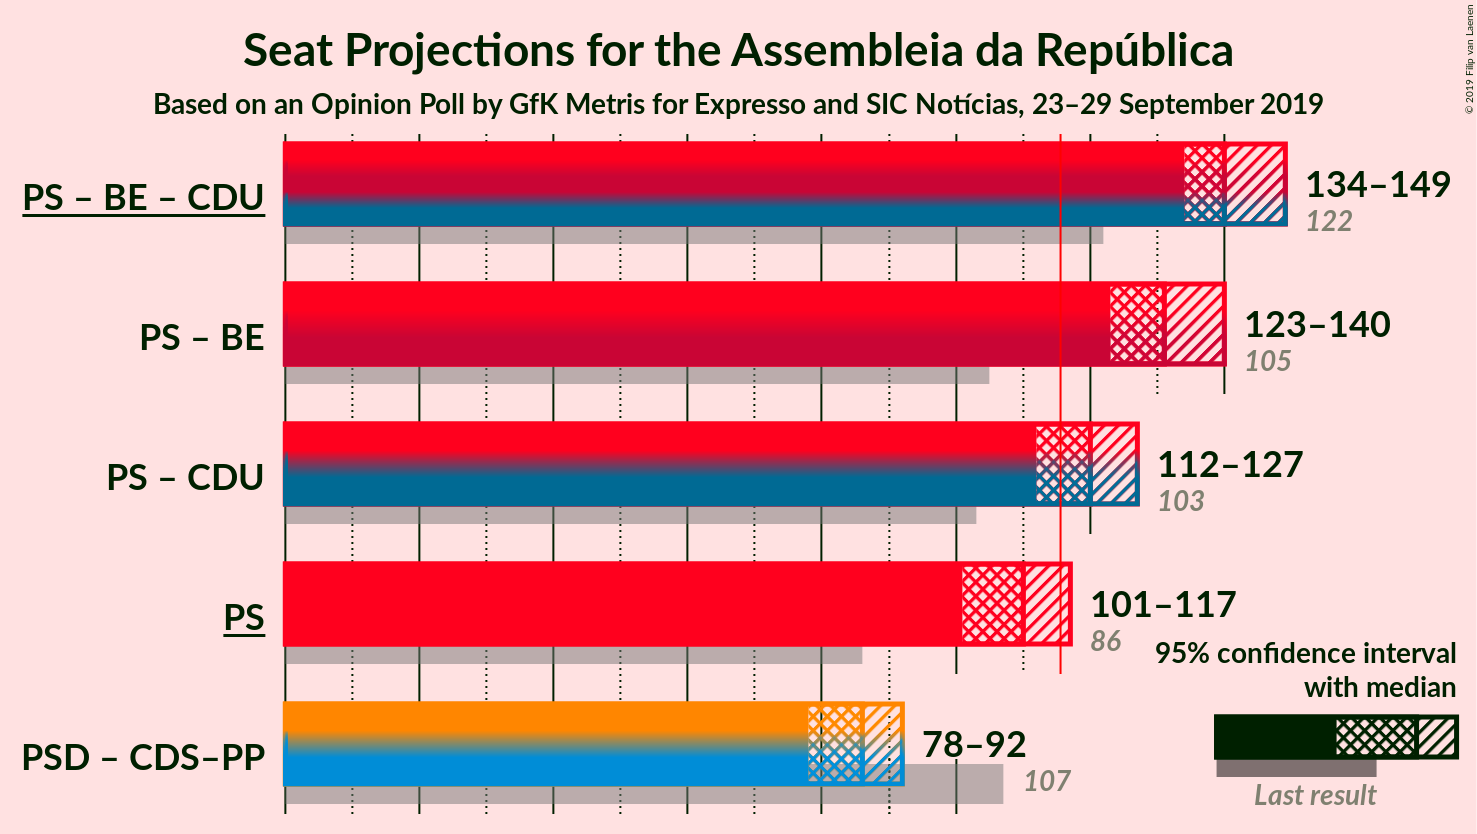 Seat Projections for the Assembleia da República
Based on an Opinion Poll by GfK Metris for Expresso and SIC Notícias, 23–29 September 2019
© 2019 Filip van Laenen
PS – BE – CDU
134–149
122
PS – BE
123–140
105
PS – CDU
112–127
103
PS
101–117
86
PSD – CDS–PP
78–92
107
95% confidence interval
with median
Last result